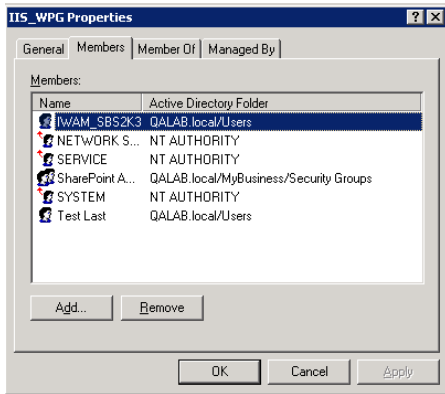 IIS_WPG Properties
General Members Member Of Managed By
Members:
Name Active Directory Folder
IWAM_SBS2K3 QALAB.local/Users
NETWORK S... NT AUTHORITY
SERVICE NT AUTHORITY
SharePoint A... QALAB.local/MyBusiness/Security Groups
SYSTEM NT AUTHORITY
Test Last QALAB.local/Users
Add... Remove
OK Cancel Apply